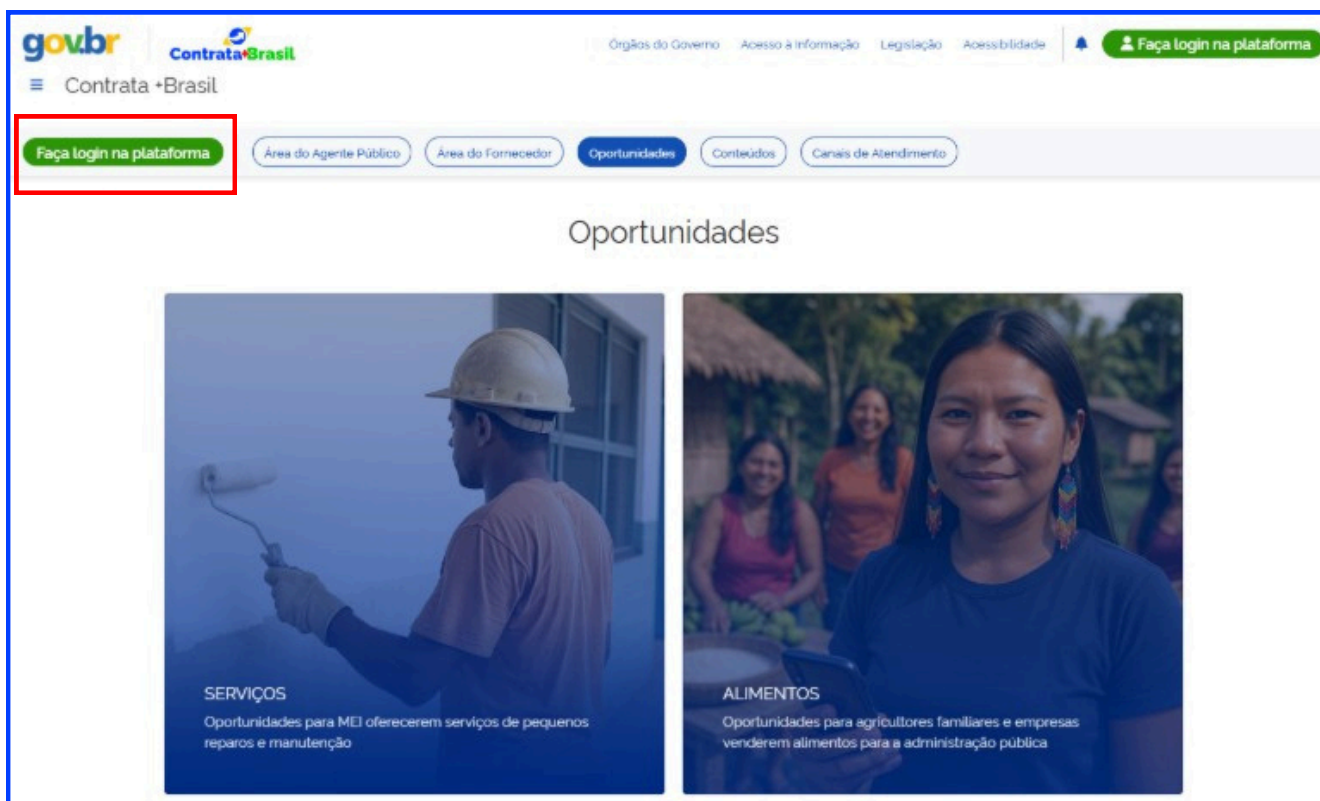 gov.br
Contrata+Brasil
Órgãos do Governo Acesso à Informação Legislação Acessibilidade
Faça login na plataforma
Contrata +Brasil
Faça login na plataforma
Área do Agente Público
Área do Fornecedor
Oportunidades
Conteúdos
Canais de Atendimento
Oportunidades
SERVIÇOS
Oportunidades para MEI oferecerem serviços de pequenos
reparos e manutenção
ALIMENTOS
Oportunidades para agricultores familiares e empresas
venderem alimentos para a administração pública